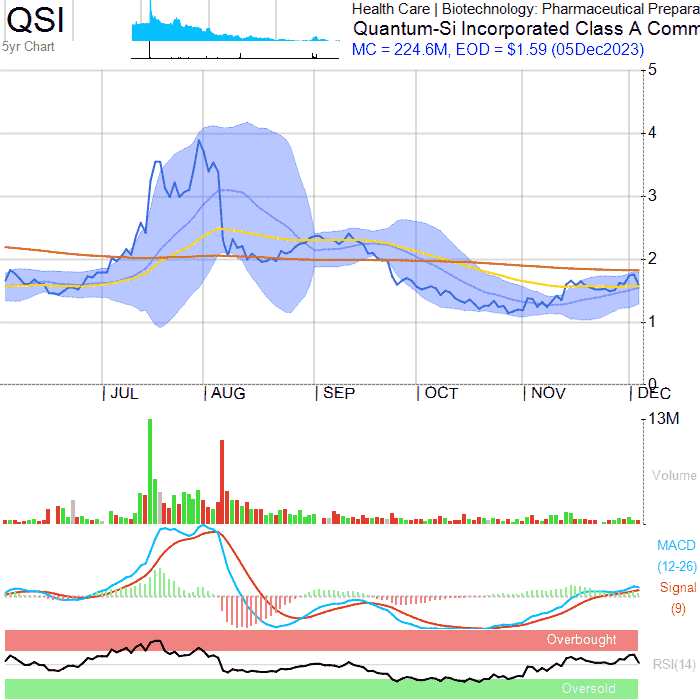 QSI
5yr Chart
Health Care | Biotechnology: Pharmaceutical Prepara
Quantum-Si Incorporated Class A Comm
MC = 224.6M, EOD = $1.59 (05Dec2023)
5
4
3
2
1
0
JUL AUG SEP OCT NOV DEC
13M
Volume
MACD
(12-26)
Signal
(9)
Overbought
RSI(14)
Oversold